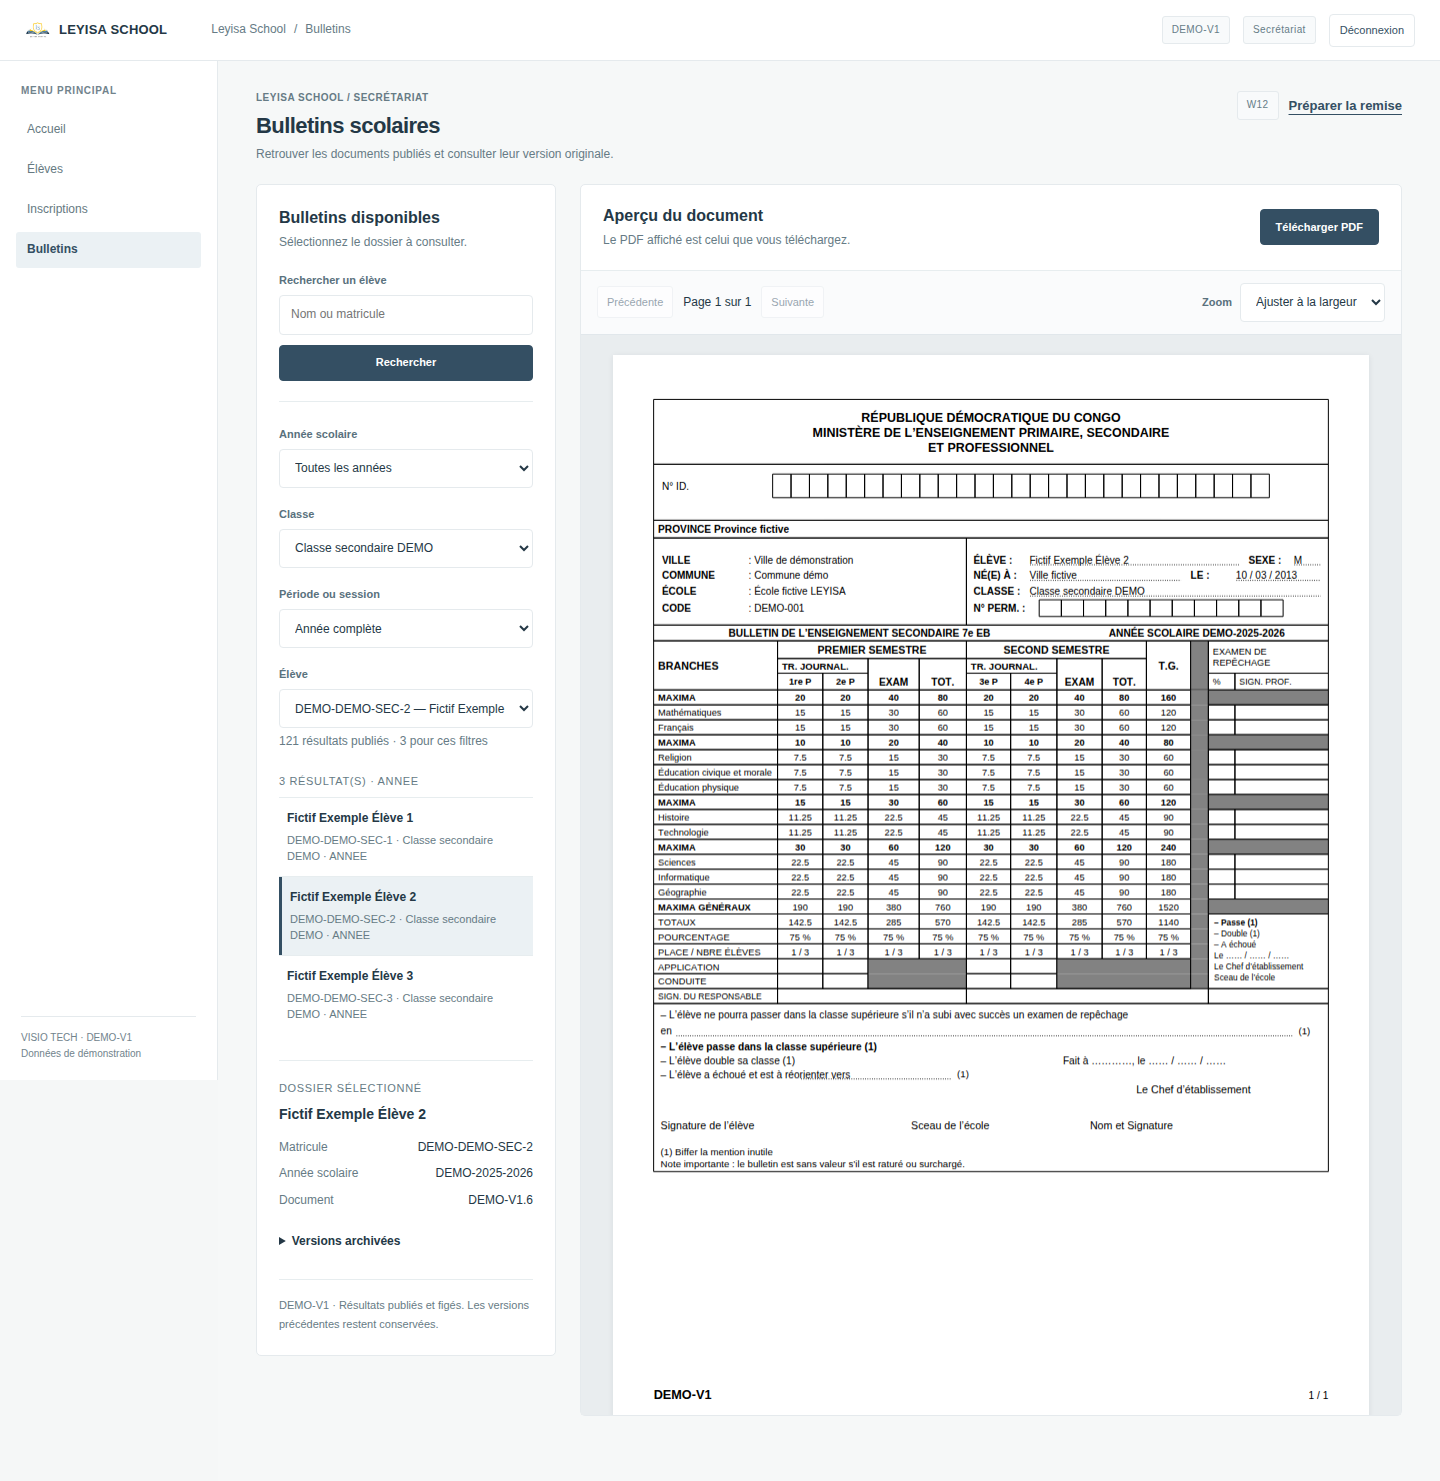 LEYISA SCHOOL
Leyisa School / Bulletins
DEMO-V1
Secrétariat
Déconnexion
MENU PRINCIPAL
Accueil
Élèves
Inscriptions
Bulletins
VISIO TECH · DEMO-V1
Données de démonstration
LEYISA SCHOOL / SECRÉTARIAT
Bulletins scolaires
Retrouver les documents publiés et consulter leur version originale.
W12
Préparer la remise
Bulletins disponibles
Sélectionnez le dossier à consulter.
Rechercher un élève
Nom ou matricule
Rechercher
Année scolaire
Toutes les années
Classe
Classe secondaire DEMO
Période ou session
Année complète
Élève
DEMO-DEMO-SEC-2 — Fictif Exemple
121 résultats publiés · 3 pour ces filtres
3 RÉSULTAT(S) · ANNEE
Fictif Exemple Élève 1
DEMO-DEMO-SEC-1 · Classe secondaire
DEMO · ANNEE
Fictif Exemple Élève 2
DEMO-DEMO-SEC-2 · Classe secondaire
DEMO · ANNEE
Fictif Exemple Élève 3
DEMO-DEMO-SEC-3 · Classe secondaire
DEMO · ANNEE
DOSSIER SÉLECTIONNÉ
Fictif Exemple Élève 2
Matricule DEMO-DEMO-SEC-2
Année scolaire DEMO-2025-2026
Document DEMO-V1.6
Versions archivées
DEMO-V1 · Résultats publiés et figés. Les versions
précédentes restent conservées.
Aperçu du document
Le PDF affiché est celui que vous téléchargez.
Télécharger PDF
Précédente Page 1 sur 1 Suivante
Zoom Ajuster à la largeur
RÉPUBLIQUE DÉMOCRATIQUE DU CONGO
MINISTÈRE DE L'ENSEIGNEMENT PRIMAIRE, SECONDAIRE
ET PROFESSIONNEL
N° ID.
PROVINCE Province fictive
VILLE : Ville de démonstration
COMMUNE : Commune démo
ÉCOLE : École fictive LEYISA
CODE : DEMO-001
ÉLÈVE : Fictif Exemple Élève 2 SEXE : M
NÉ(E) À : Ville fictive LE : 10 / 03 / 2013
CLASSE : Classe secondaire DEMO
N° PERM. :
BULLETIN DE L'ENSEIGNEMENT SECONDAIRE 7e EB ANNÉE SCOLAIRE DEMO-2025-2026
BRANCHES PREMIER SEMESTRE SECOND SEMESTRE T.G. EXAMEN DE
REPÊCHAGE
TR. JOURNAL. EXAM TOT. TR. JOURNAL. EXAM TOT.
1re P 2e P 3e P 4e P % SIGN. PROF.
MAXIMA 20 20 40 80 20 20 40 80 160
Mathématiques 15 15 30 60 15 15 30 60 120
Français 15 15 30 60 15 15 30 60 120
MAXIMA 10 10 20 40 10 10 20 40 80
Religion 7.5 7.5 15 30 7.5 7.5 15 30 60
Éducation civique et morale 7.5 7.5 15 30 7.5 7.5 15 30 60
Éducation physique 7.5 7.5 15 30 7.5 7.5 15 30 60
MAXIMA 15 15 30 60 15 15 30 60 120
Histoire 11.25 11.25 22.5 45 11.25 11.25 22.5 45 90
Technologie 11.25 11.25 22.5 45 11.25 11.25 22.5 45 90
MAXIMA 30 30 60 120 30 30 60 120 240
Sciences 22.5 22.5 45 90 22.5 22.5 45 90 180
Informatique 22.5 22.5 45 90 22.5 22.5 45 90 180
Géographie 22.5 22.5 45 90 22.5 22.5 45 90 180
MAXIMA GÉNÉRAUX 190 190 380 760 190 190 380 760 1520
TOTAUX 142.5 142.5 285 570 142.5 142.5 285 570 1140
POURCENTAGE 75 % 75 % 75 % 75 % 75 % 75 % 75 % 75 % 75 %
PLACE / NBRE ÉLÈVES 1 / 3 1 / 3 1 / 3 1 / 3 1 / 3 1 / 3 1 / 3 1 / 3 1 / 3
APPLICATION
CONDUITE
SIGN. DU RESPONSABLE
– Passe (1)
– Double (1)
– A échoué
Le ...... / ...... / ......
Le Chef d'établissement
Sceau de l'école
– L'élève ne pourra passer dans la classe supérieure s'il n'a subi avec succès un examen de repêchage
en (1)
– L'élève passe dans la classe supérieure (1)
– L'élève double sa classe (1) Fait à ............, le ...... / ...... / ......
– L'élève a échoué et est à réorienter vers (1)
Le Chef d'établissement
Signature de l'élève Sceau de l'école Nom et Signature
(1) Biffer la mention inutile
Note importante : le bulletin est sans valeur s'il est raturé ou surchargé.
DEMO-V1 1 / 1